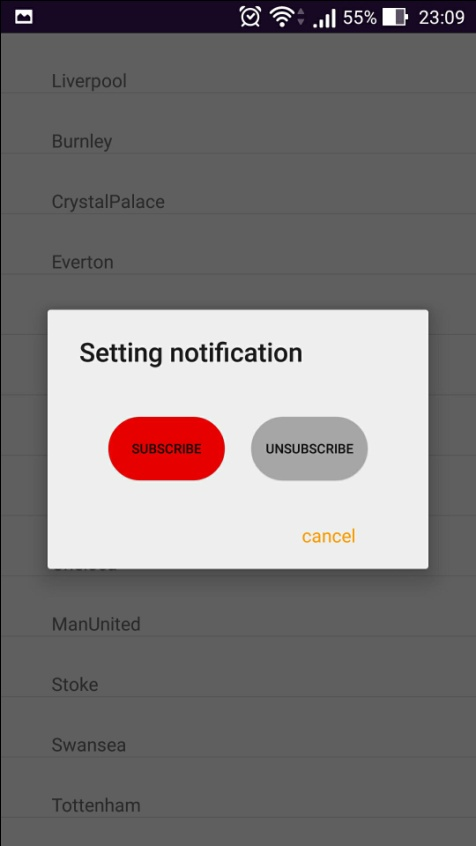 55% 23:09
Liverpool
Burnley
CrystalPalace
Everton
Setting notification
SUBSCRIBE UNSUBSCRIBE
cancel
ManUnited
Stoke
Swansea
Tottenham